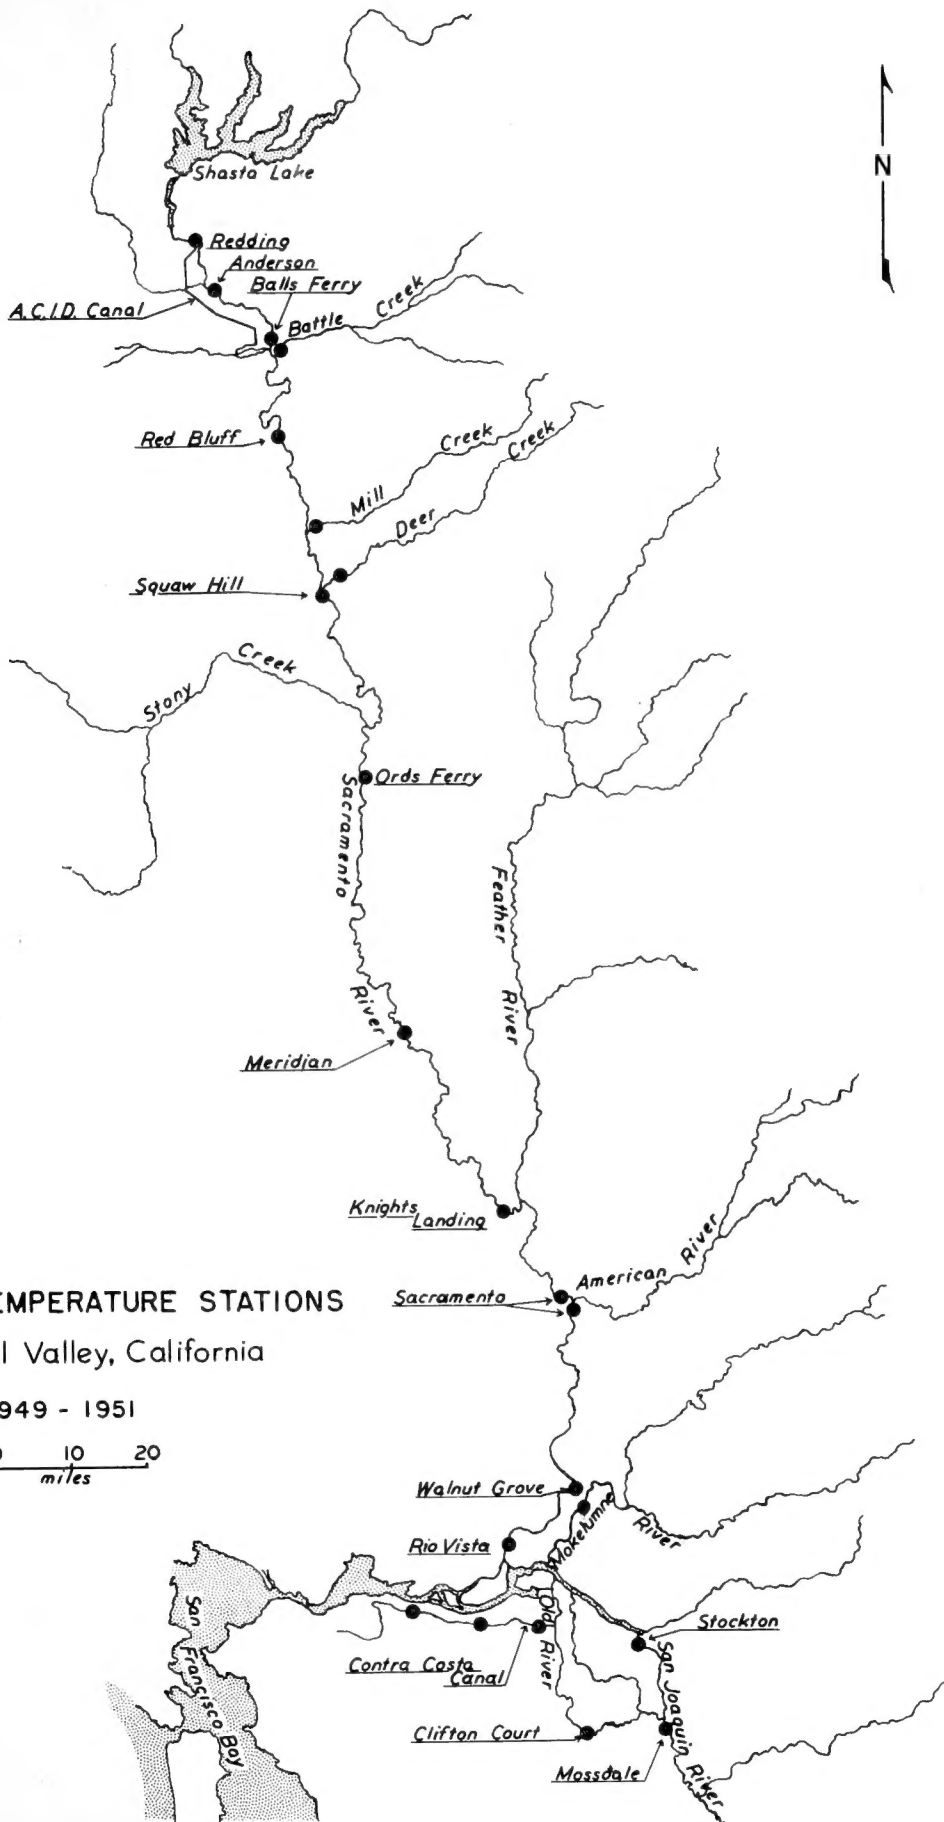 N
Shasta Lake
Redding
Anderson
Balls Ferry
A.C.I.D. Canal
Battle Creek
Red Bluff
Mill Creek
Deer Creek
Squaw Hill
Stony Creek
Ords Ferry
Sacramento River
Feather River
Meridian
Knights Landing
American River
Sacramento
EMPERATURE STATIONS
l Valley, California
949 - 1951
10 20
miles
Walnut Grove
Mokelumne River
Rio Vista
Old River
Stockton
San Joaquin River
Contra Costa Canal
Clifton Court
Mossdale
San Francisco Bay